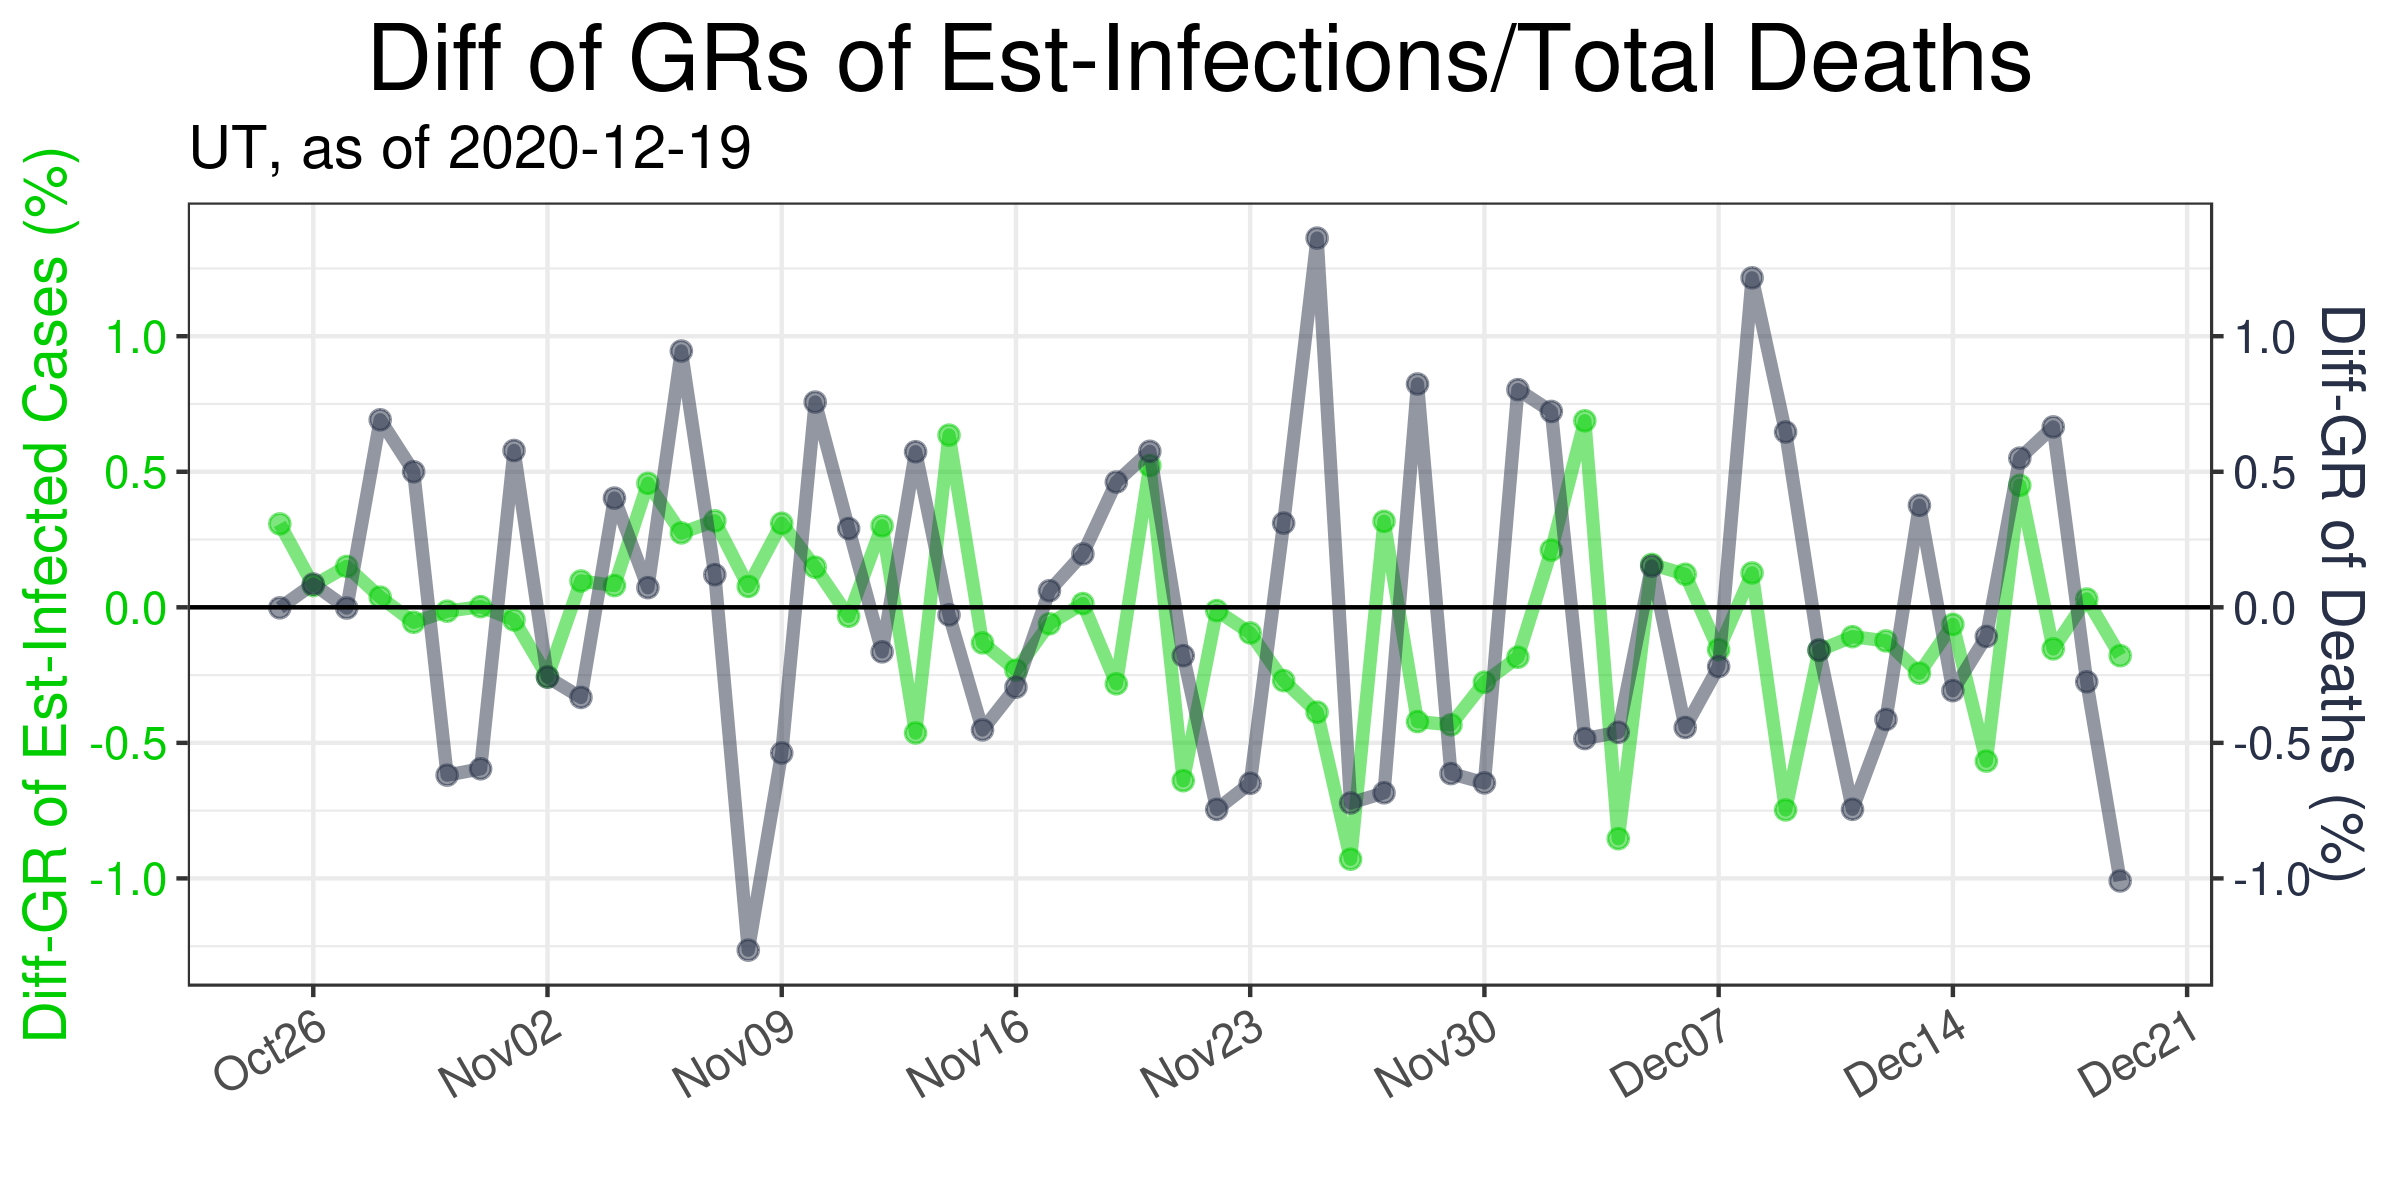 Diff of GRs of Est-Infections/Total Deaths
UT, as of 2020-12-19
Diff-GR of Est-Infected Cases (%)
1.0
0.5
0.0
-0.5
-1.0
1.0
0.5
0.0
-0.5
-1.0
Diff-GR of Deaths (%)
Oct26
Nov02
Nov09
Nov16
Nov23
Nov30
Dec07
Dec14
Dec21